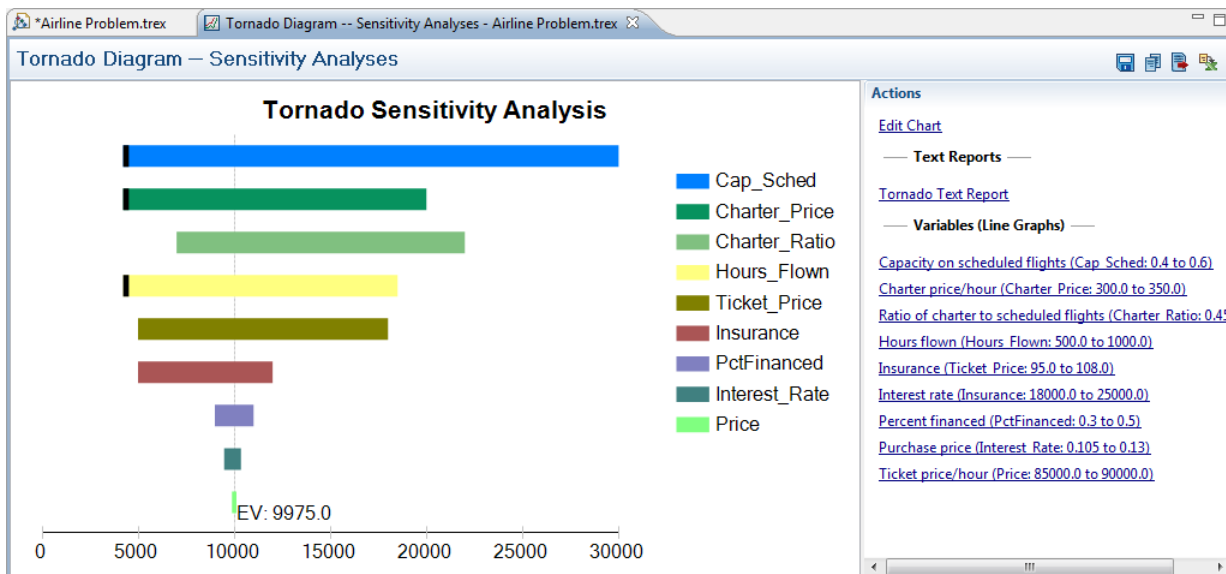 *Airline Problem.trex
Tornado Diagram -- Sensitivity Analyses - Airline Problem.trex
Tornado Diagram – Sensitivity Analyses
Tornado Sensitivity Analysis
Cap_Sched
Charter_Price
Charter_Ratio
Hours_Flown
Ticket_Price
Insurance
PctFinanced
Interest_Rate
Price
EV: 9975.0
0 5000 10000 15000 20000 25000 30000
Actions
Edit Chart
Text Reports
Tornado Text Report
Variables (Line Graphs)
Capacity on scheduled flights (Cap_Sched: 0.4 to 0.6)
Charter price/hour (Charter_Price: 300.0 to 350.0)
Ratio of charter to scheduled flights (Charter_Ratio: 0.45
Hours flown (Hours_Flown: 500.0 to 1000.0)
Insurance (Ticket_Price: 95.0 to 108.0)
Interest rate (Insurance: 18000.0 to 25000.0)
Percent financed (PctFinanced: 0.3 to 0.5)
Purchase price (Interest_Rate: 0.105 to 0.13)
Ticket price/hour (Price: 85000.0 to 90000.0)